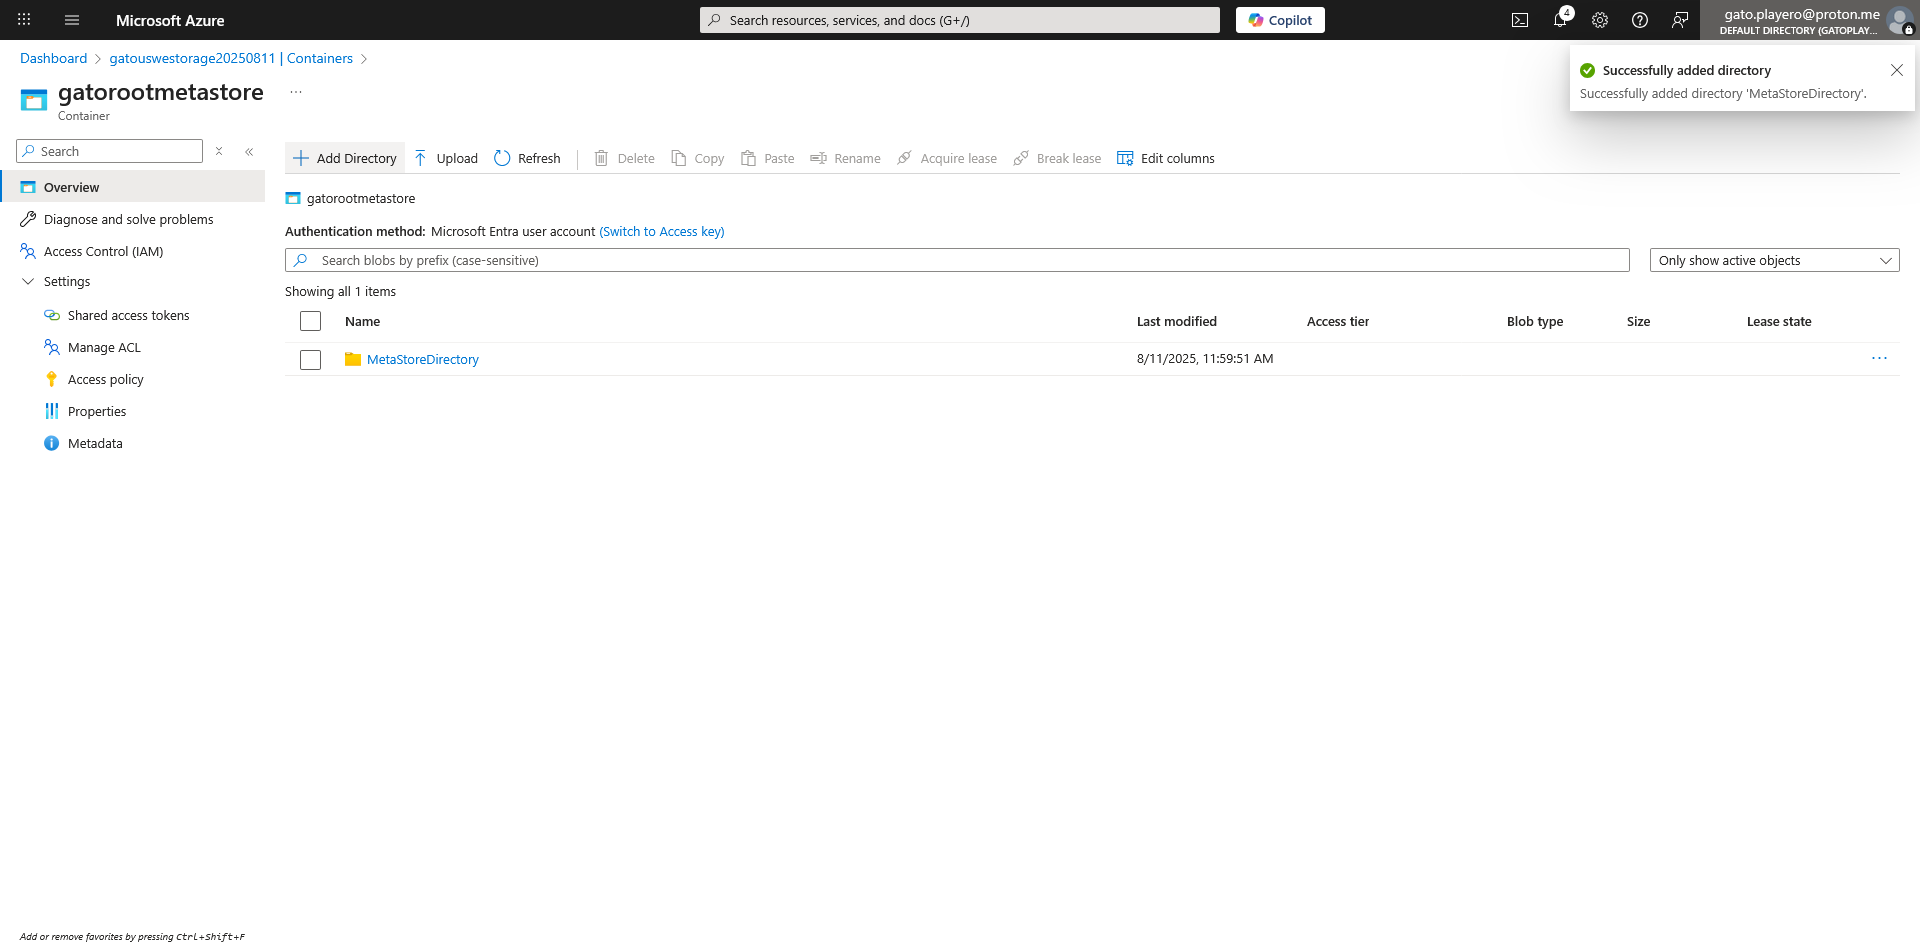 Microsoft Azure
Search resources, services, and docs (G+/)
Copilot
4
gato.playero@proton.me
DEFAULT DIRECTORY (GATOPLAY...
Dashboard
gatouswestorage20250811 | Containers
Successfully added directory
Successfully added directory 'MetaStoreDirectory'.
gatorootmetastore
...
Container
Search
Add Directory
Upload
Refresh
Delete
Copy
Paste
Rename
Acquire lease
Break lease
Edit columns
Overview
Diagnose and solve problems
Access Control (IAM)
Settings
Shared access tokens
Manage ACL
Access policy
Properties
Metadata
gatorootmetastore
Authentication method: Microsoft Entra user account (Switch to Access key)
Search blobs by prefix (case-sensitive)
Only show active objects
Showing all 1 items
Name Last modified Access tier Blob type Size Lease state
MetaStoreDirectory 8/11/2025, 11:59:51 AM ...
Add or remove favorites by pressing Ctrl+Shift+F